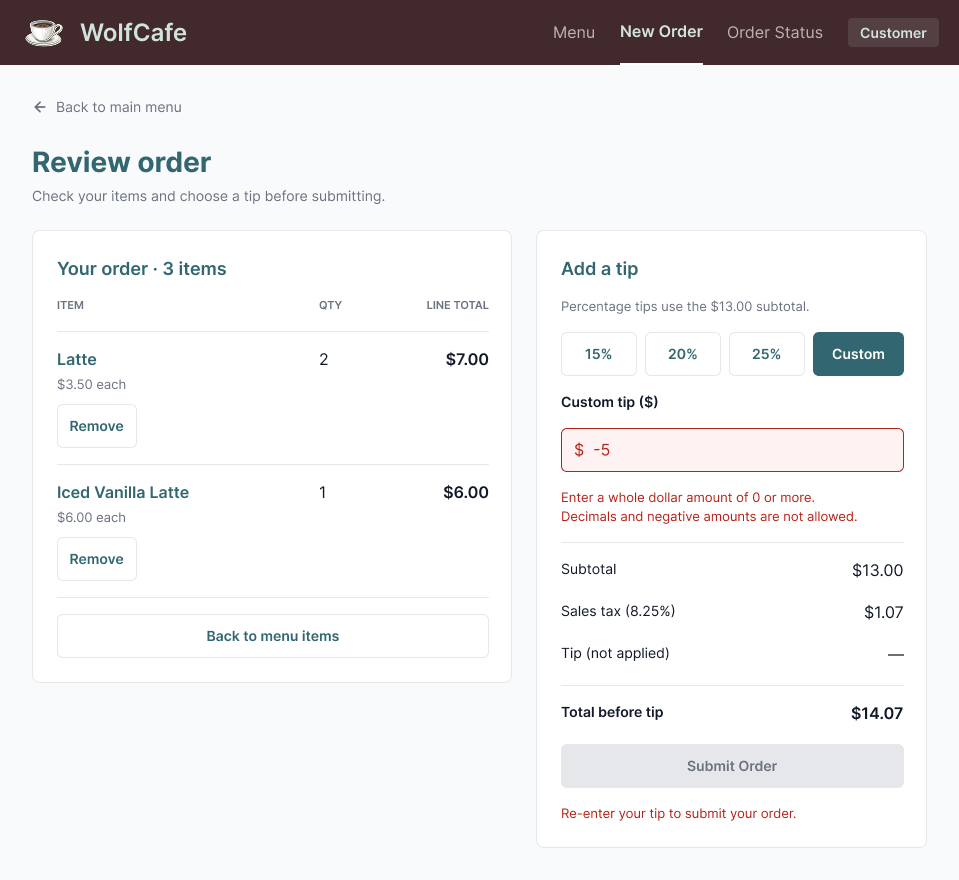 WolfCafe
Menu
New Order
Order Status
Customer
← Back to main menu
Review order
Check your items and choose a tip before submitting.
Your order · 3 items
ITEM QTY LINE TOTAL
Latte 2 $7.00
$3.50 each
Remove
Iced Vanilla Latte 1 $6.00
$6.00 each
Remove
Back to menu items
Add a tip
Percentage tips use the $13.00 subtotal.
15% 20% 25% Custom
Custom tip ($)
$ -5
Enter a whole dollar amount of 0 or more.
Decimals and negative amounts are not allowed.
Subtotal $13.00
Sales tax (8.25%) $1.07
Tip (not applied) —
Total before tip $14.07
Submit Order
Re-enter your tip to submit your order.